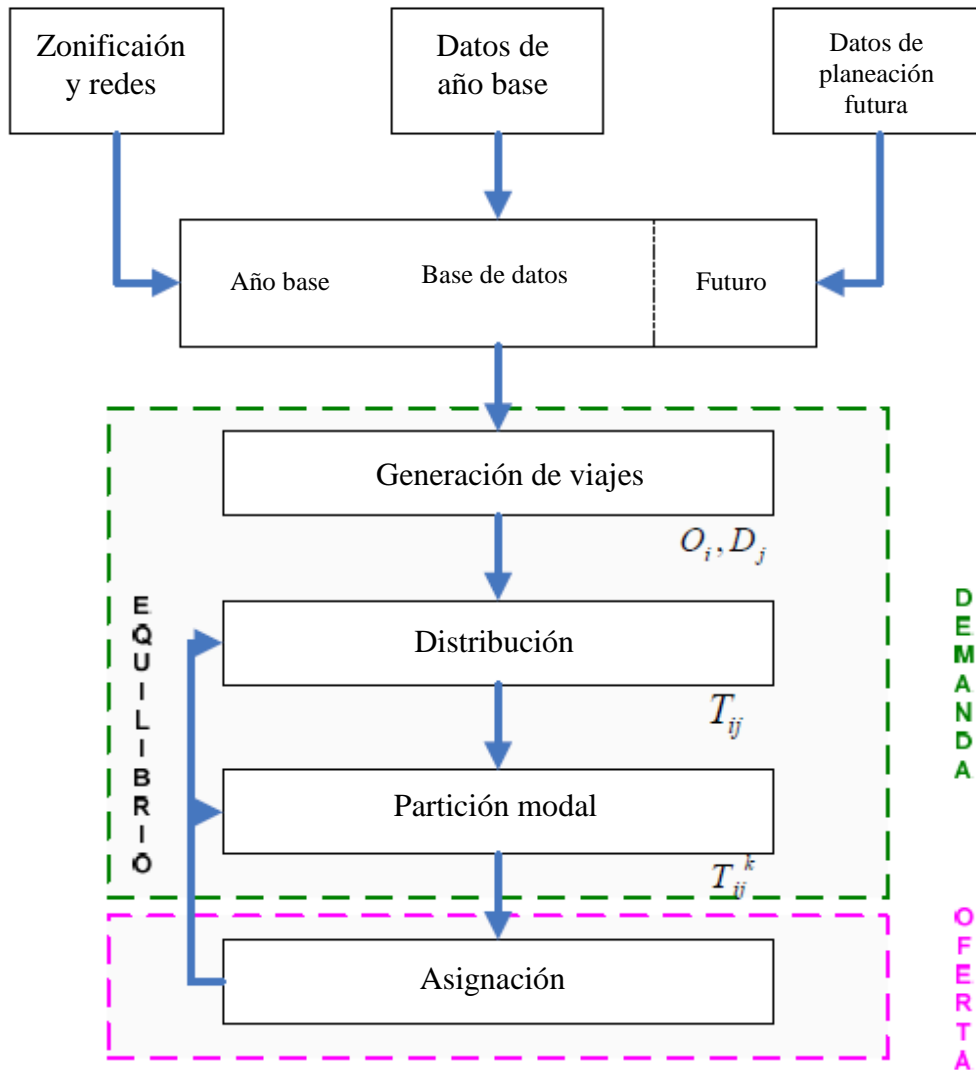 Zonificaión
y redes
Datos de
año base
Datos de
planeación
futura
Año base
Base de datos
Futuro
Generación de viajes
O_i, D_j
Distribución
T_ij
Partición modal
T_ij^k
Asignación
EQUILIBRIO
DEMANDA
OFERTA